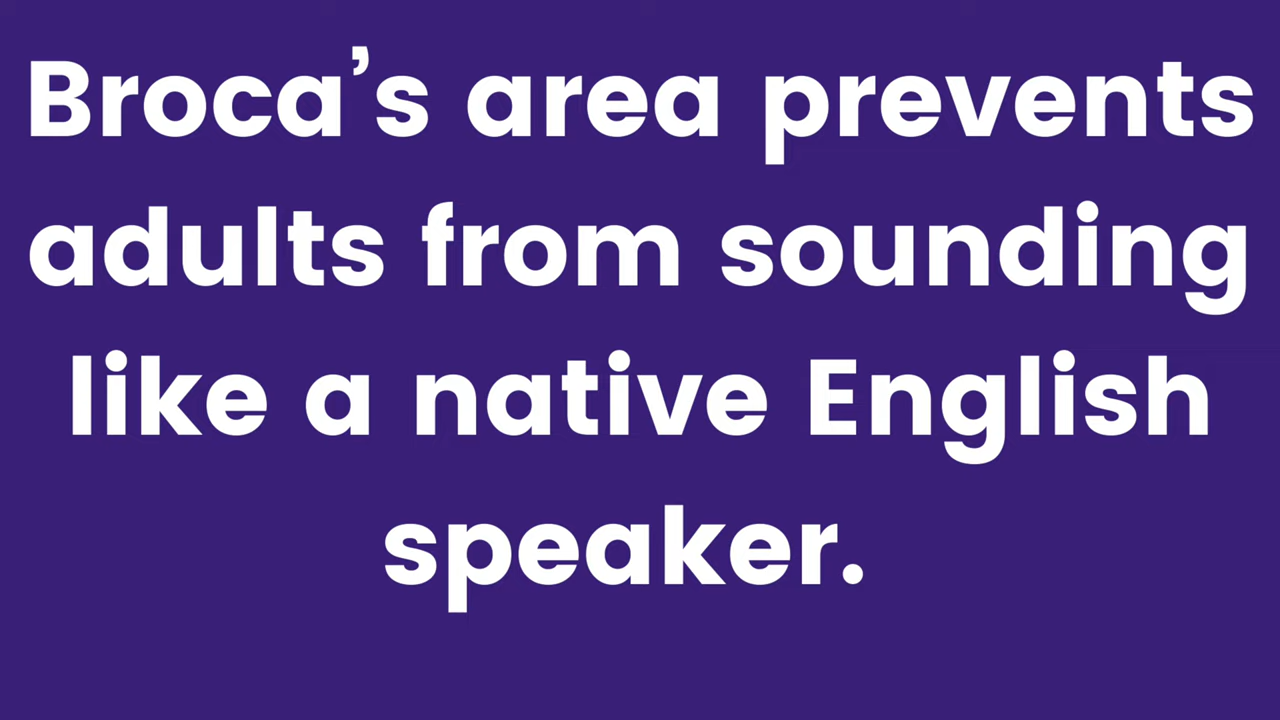 Broca’s area prevents
adults from sounding
like a native English
speaker.